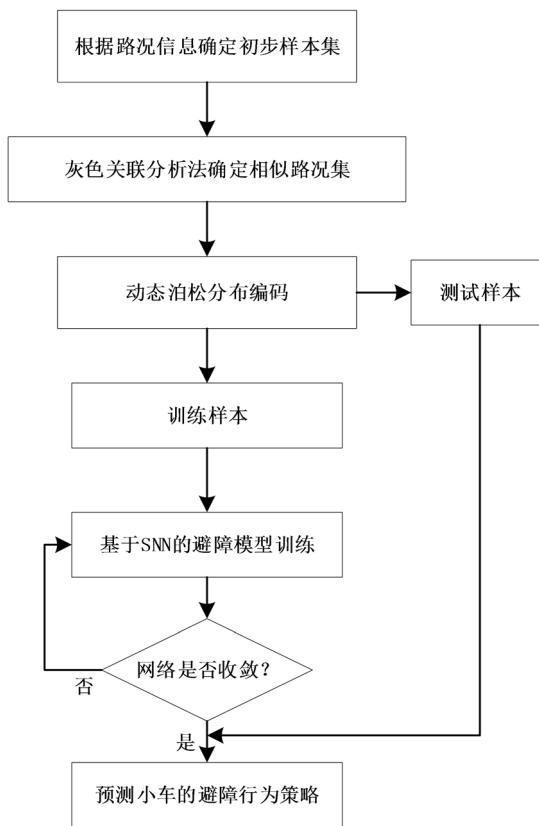 根据路况信息确定初步样本集
灰色关联分析法确定相似路况集
动态泊松分布编码
测试样本
训练样本
基于SNN的避障模型训练
网络是否收敛？
否
是
预测小车的避障行为策略